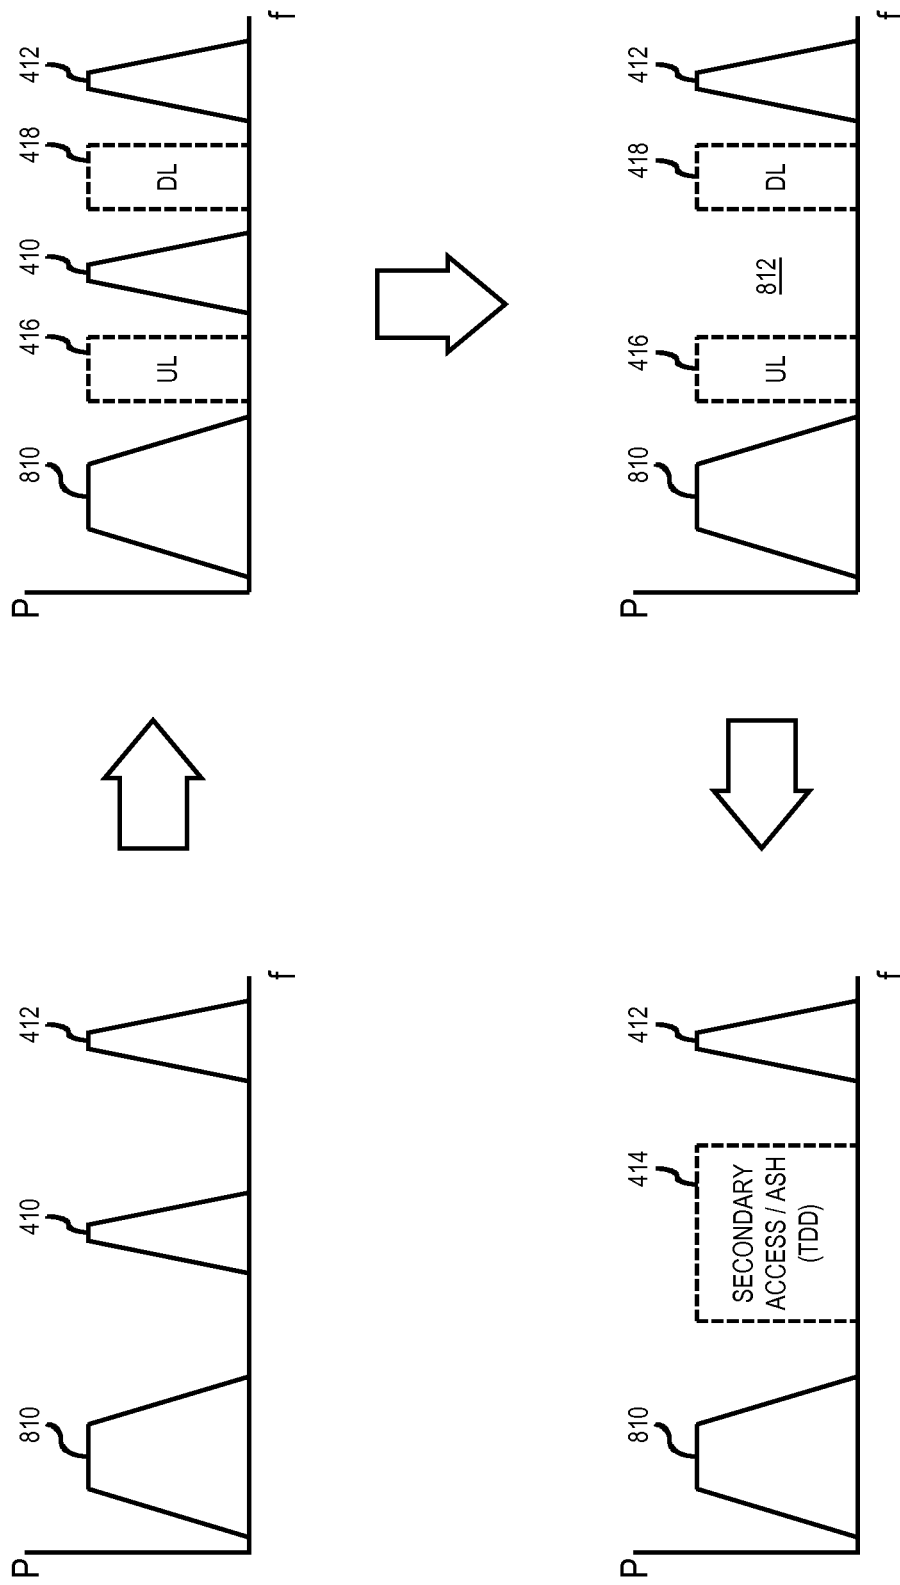 P
810
410
412
f
P
810
416
410
418
412
UL
DL
f
P
810
416
418
412
812
UL
DL
f
P
810
414
412
SECONDARY
ACCESS / ASH
(TDD)
f